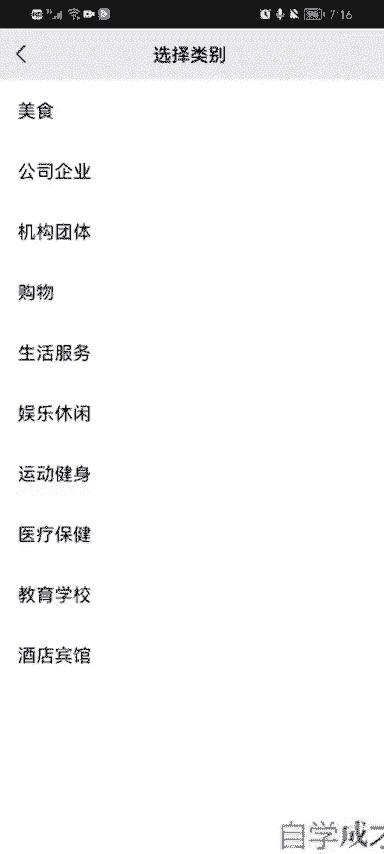 7:16
选择类别
美食
公司企业
机构团体
购物
生活服务
娱乐休闲
运动健身
医疗保健
教育学校
酒店宾馆
自学成才